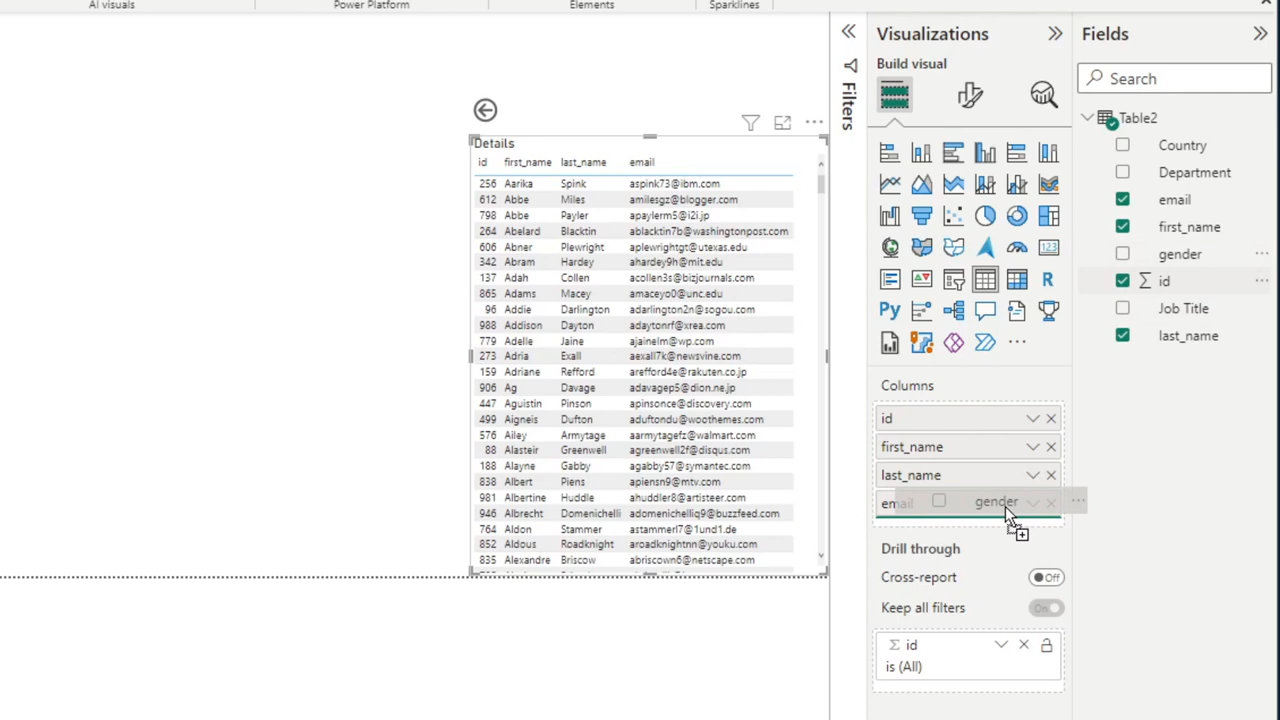 AI visuals
Power Platform
Elements
Sparklines
Filters
Details
id first_name last_name email
256 Aarika Spink aspink73@ibm.com
612 Abbe Miles amilesgz@blogger.com
798 Abbe Payler apaylerm5@i2i.jp
264 Abelard Blacktin ablacktin7b@washingtonpost.com
606 Abner Plewright aplewrightgt@utexas.edu
342 Abram Hardey ahardey9h@mit.edu
137 Adah Collen acollen3s@bizjournals.com
865 Adams Macey amaceyo0@unc.edu
96 Addie Darlington adarlington2n@sogou.com
988 Addison Dayton adaytonrf@xrea.com
779 Adelle Jaine ajainelm@wp.com
273 Adria Exall aexall7k@newsvine.com
159 Adriane Refford arefford4e@rakuten.co.jp
906 Ag Davage adavagep5@dion.ne.jp
447 Aguistin Pinson apinsonce@discovery.com
499 Aigneis Dufton aduftondu@woothemes.com
576 Ailey Armytage aarmytagefz@walmart.com
88 Alasteir Greenwell agreenwell2f@disqus.com
188 Alayne Gabby agabby57@symantec.com
838 Albert Piens apiensn9@mtv.com
981 Albertine Huddle ahuddler8@artisteer.com
946 Albrecht Domenichelli adomenichelliq9@buzzfeed.com
764 Aldon Stammer astammerl7@1und1.de
852 Aldous Roadknight aroadknightnn@youku.com
835 Alexandre Briscow abriscown6@netscape.com
Visualizations
Build visual
123
R
Py
Columns
id
first_name
last_name
email
gender
Drill through
Cross-report Off
Keep all filters On
id
is (All)
Fields
Search
Table2
Country
Department
email
first_name
gender
id
Job Title
last_name